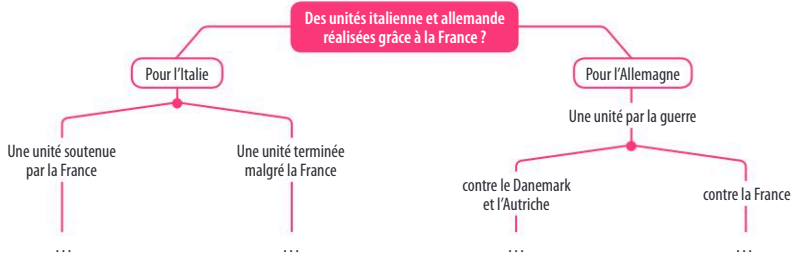 Des unités italienne et allemande
réalisées grâce à la France ?
Pour l'Italie
Pour l'Allemagne
Une unité par la guerre
Une unité soutenue
par la France
Une unité terminée
malgré la France
contre le Danemark
et l'Autriche
contre la France
...
...
...
...